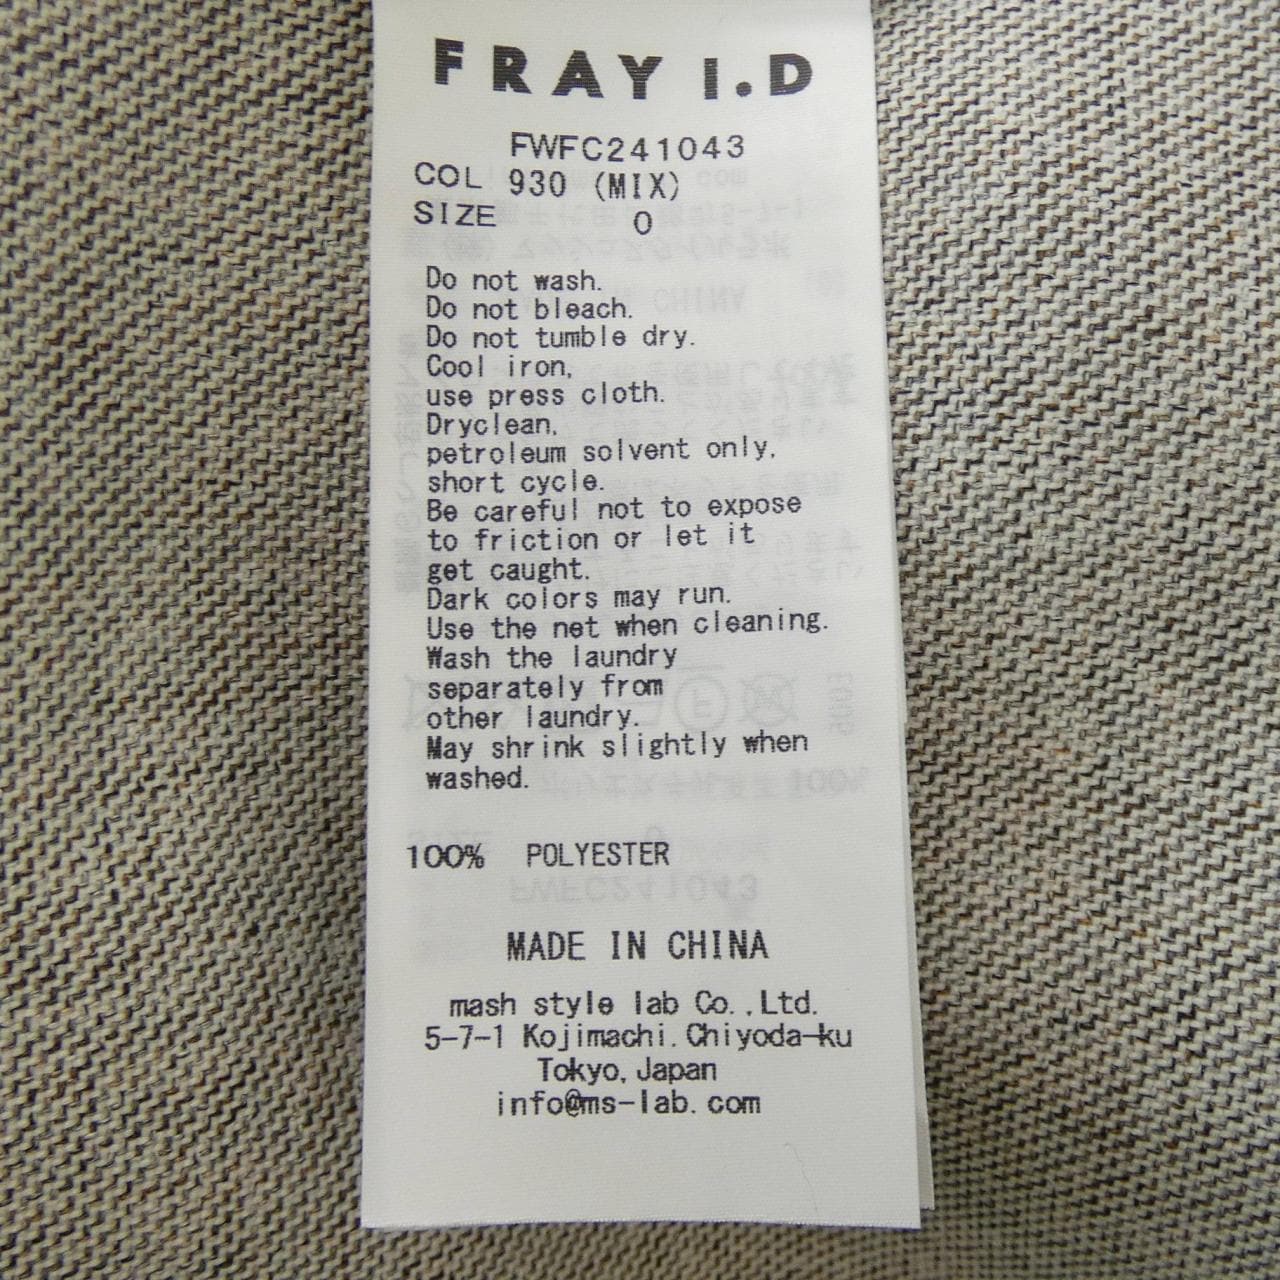 FRAY I.D
FWFC241043
COL 930 (MIX)
SIZE 0
Do not wash.
Do not bleach.
Do not tumble dry.
Cool iron,
use press cloth.
Dryclean,
petroleum solvent only,
short cycle.
Be careful not to expose
to friction or let it
get caught.
Dark colors may run.
Use the net when cleaning.
Wash the laundry
separately from
other laundry.
May shrink slightly when
washed.
100% POLYESTER
MADE IN CHINA
mash style lab Co.,Ltd.
5-7-1 Kojimachi.Chiyoda-ku
Tokyo, Japan
info@ms-lab.com